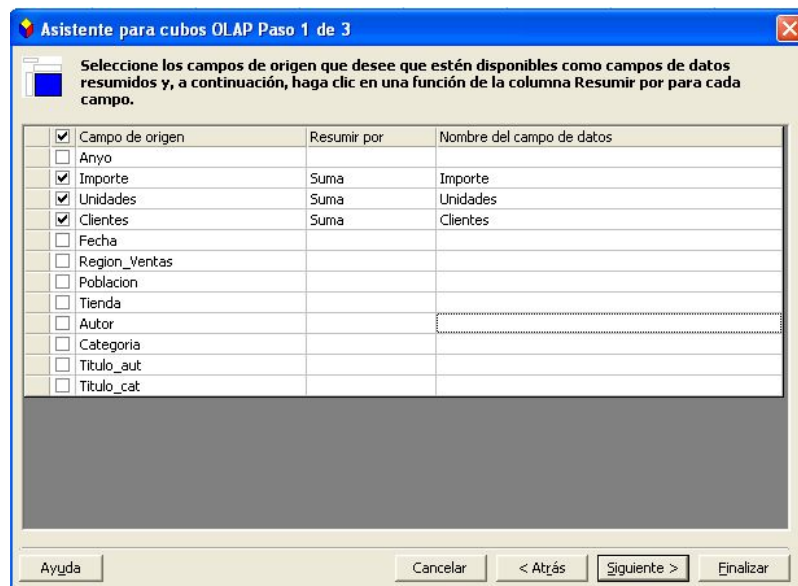 Asistente para cubos OLAP Paso 1 de 3
Seleccione los campos de origen que desee que estén disponibles como campos de datos
resumidos y, a continuación, haga clic en una función de la columna Resumir por para cada
campo.
Campo de origen Resumir por Nombre del campo de datos
Anyo
Importe Suma Importe
Unidades Suma Unidades
Clientes Suma Clientes
Fecha
Region_Ventas
Poblacion
Tienda
Autor
Categoria
Titulo_aut
Titulo_cat
Ayuda Cancelar < Atrás Siguiente > Finalizar